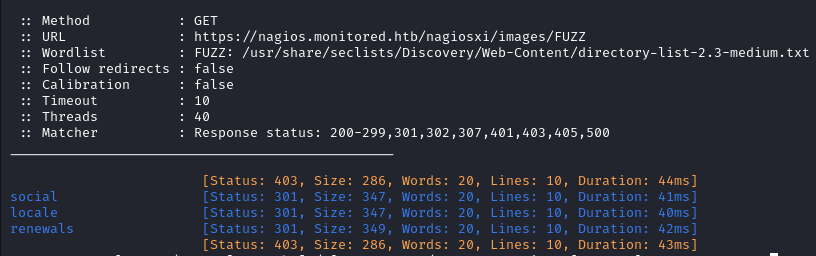 :: Method : GET
:: URL : https://nagios.monitored.htb/nagiosxi/images/FUZZ
:: Wordlist : FUZZ: /usr/share/seclists/Discovery/Web-Content/directory-list-2.3-medium.txt
:: Follow redirects : false
:: Calibration : false
:: Timeout : 10
:: Threads : 40
:: Matcher : Response status: 200-299,301,302,307,401,403,405,500
[Status: 403, Size: 286, Words: 20, Lines: 10, Duration: 44ms]
social [Status: 301, Size: 347, Words: 20, Lines: 10, Duration: 41ms]
locale [Status: 301, Size: 347, Words: 20, Lines: 10, Duration: 40ms]
renewals [Status: 301, Size: 349, Words: 20, Lines: 10, Duration: 42ms]
[Status: 403, Size: 286, Words: 20, Lines: 10, Duration: 43ms]